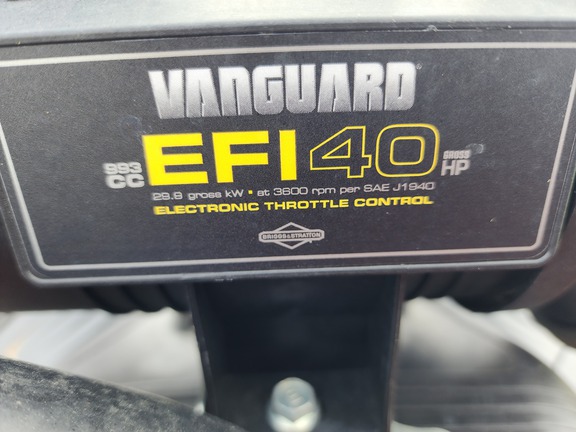 VANGUARD
993 CC EFI 40 GROSS HP
29.9 gross kW • at 3600 rpm per SAE J1940
ELECTRONIC THROTTLE CONTROL
BRIGGS & STRATTON